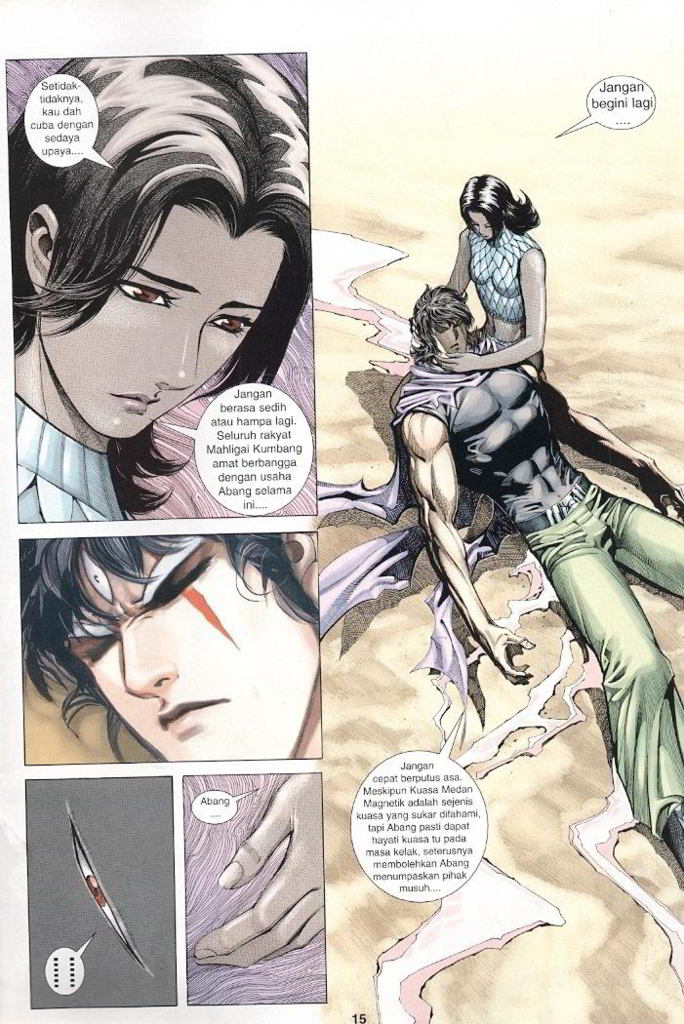 Setidak-
tidaknya,
kau dah
cuba dengan
sedaya
upaya....
Jangan
berasa sedih
atau hampa lagi.
Seluruh rakyat
Mahligai Kumbang
amat berbangga
dengan usaha
Abang selama
ini....
Jangan
begini lagi
....
Jangan
cepat berputus asa.
Meskipun Kuasa Medan
Magnetik adalah sejenis
kuasa yang sukar difahami,
tapi Abang pasti dapat
hayati kuasa tu pada
masa kelak, seterusnya
membolehkan Abang
menumpaskan pihak
musuh....
Abang
....
15